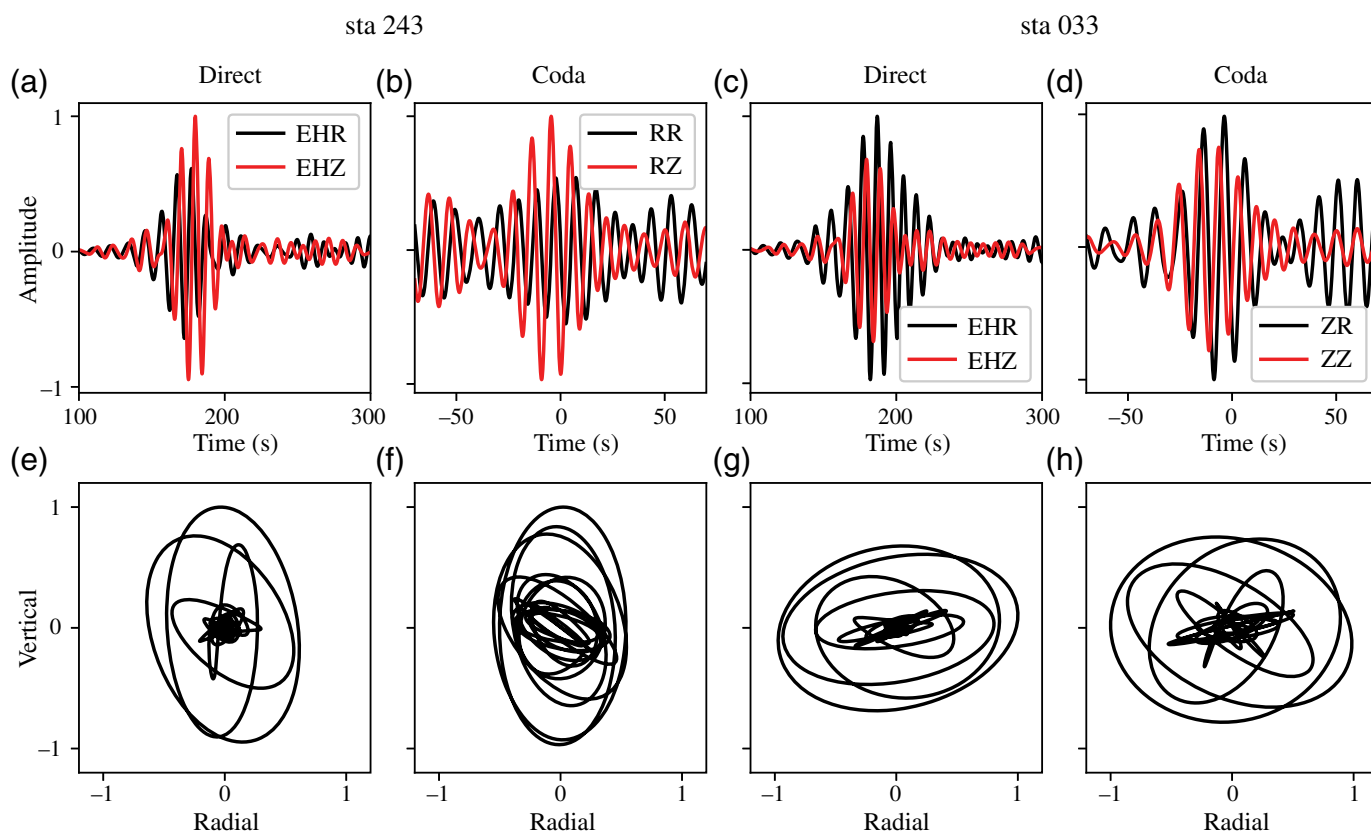 sta 243 sta 033
(a) Direct (b) Coda (c) Direct (d) Coda
EHR EHZ RR RZ EHR EHZ ZR ZZ
Amplitude
1 0 −1
100 200 300 −50 0 50 100 200 300 −50 0 50
Time (s) Time (s) Time (s) Time (s)
(e) (f) (g) (h)
Vertical
1 0 −1
−1 0 1 −1 0 1 −1 0 1 −1 0 1
Radial Radial Radial Radial